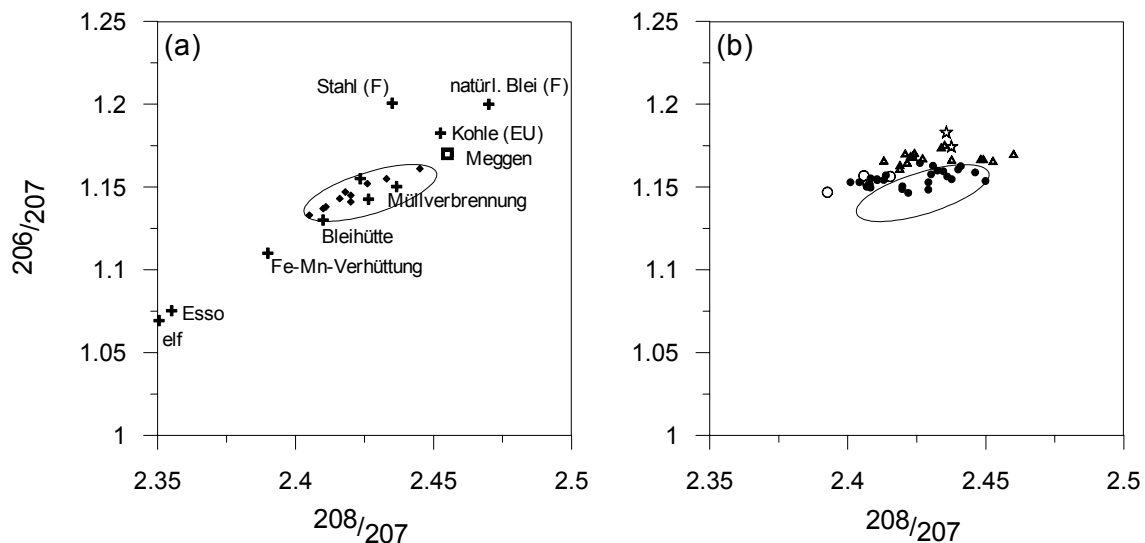 (a)
206/207
1.25
1.2
1.15
1.1
1.05
1
Stahl (F)
natürl. Blei (F)
Kohle (EU)
Meggen
Müllverbrennung
Bleihütte
Fe-Mn-Verhüttung
Esso
elf
2.35
2.4
2.45
2.5
208/207
(b)
1.25
1.2
1.15
1.1
1.05
1
2.35
2.4
2.45
2.5
208/207